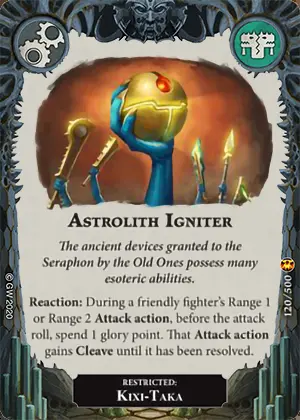 Astrolith Igniter
The ancient devices granted to the
Seraphon by the Old Ones possess many
esoteric abilities.
Reaction: During a friendly fighter's Range 1
or Range 2 Attack action, before the attack
roll, spend 1 glory point. That Attack action
gains Cleave until it has been resolved.
Restricted:
Kixi-Taka
© GW 2020
120/500